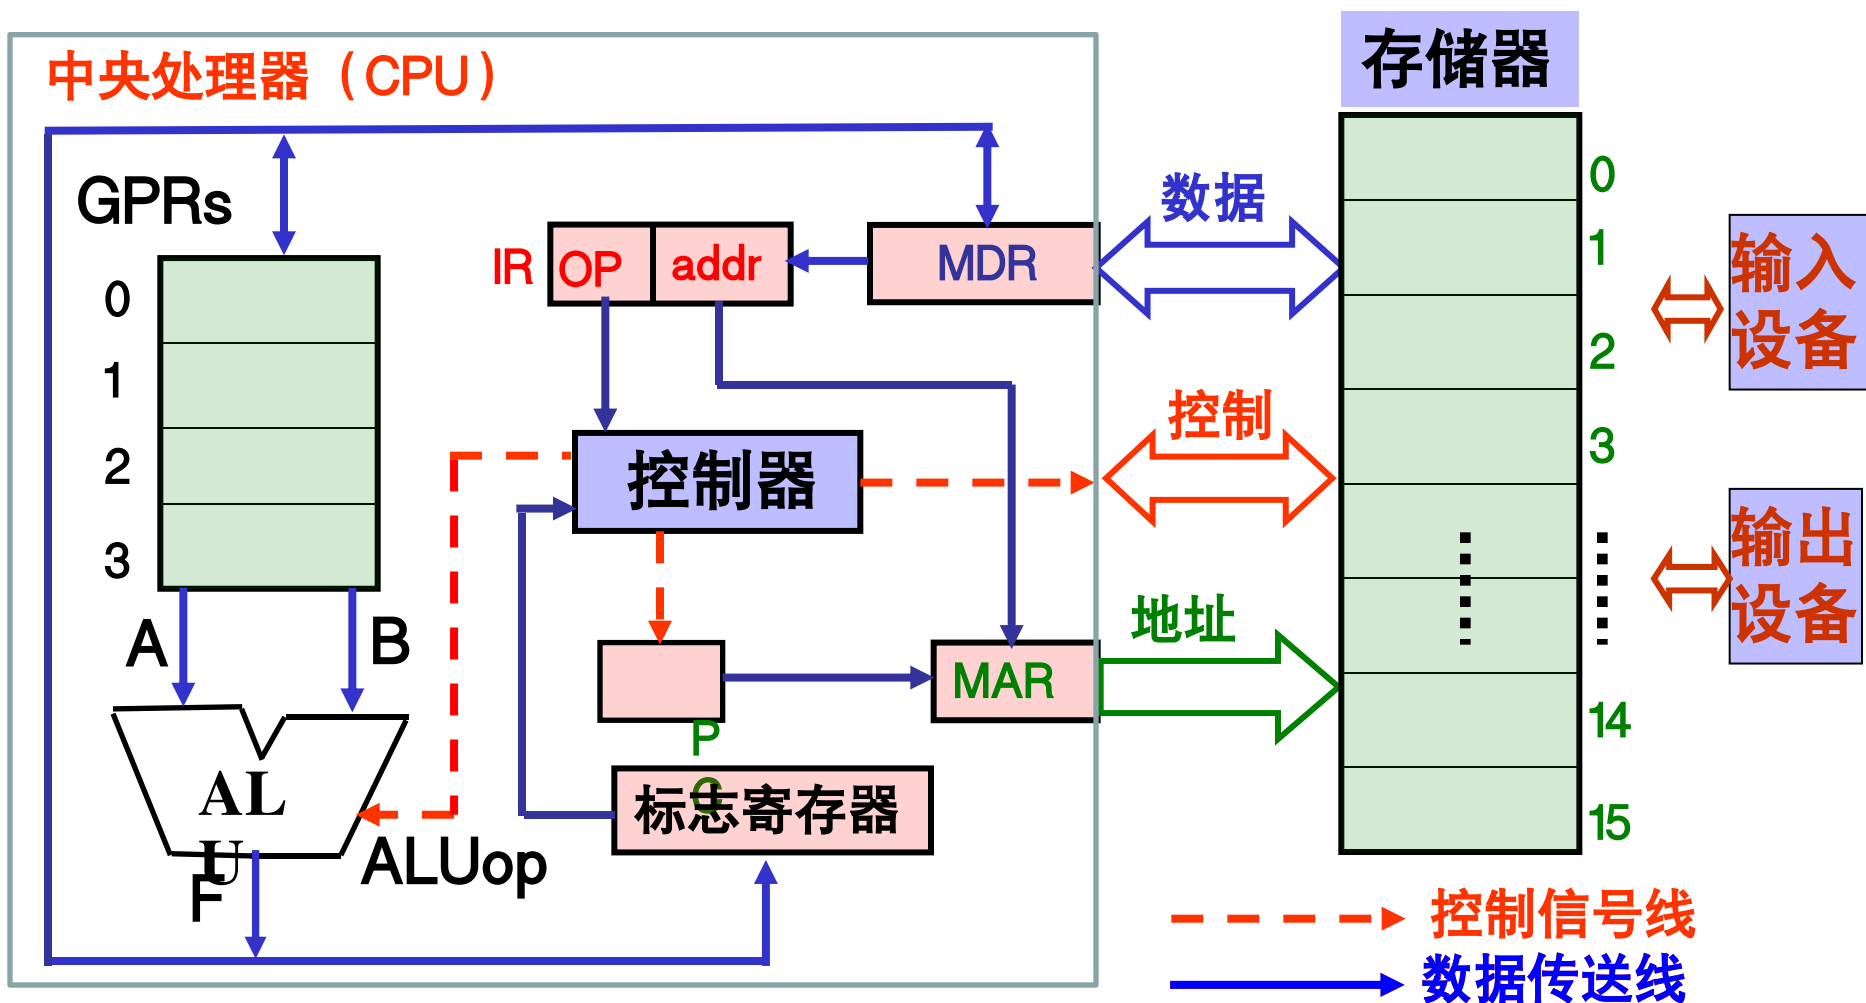 中央处理器（CPU）
存储器
GPRs
0
1
2
3
IR
OP
addr
MDR
数据
控制
地址
控制器
A
B
AL
U
F
ALUop
P
C
MAR
标志寄存器
0
1
2
3
14
15
输入
设备
输出
设备
控制信号线
数据传送线